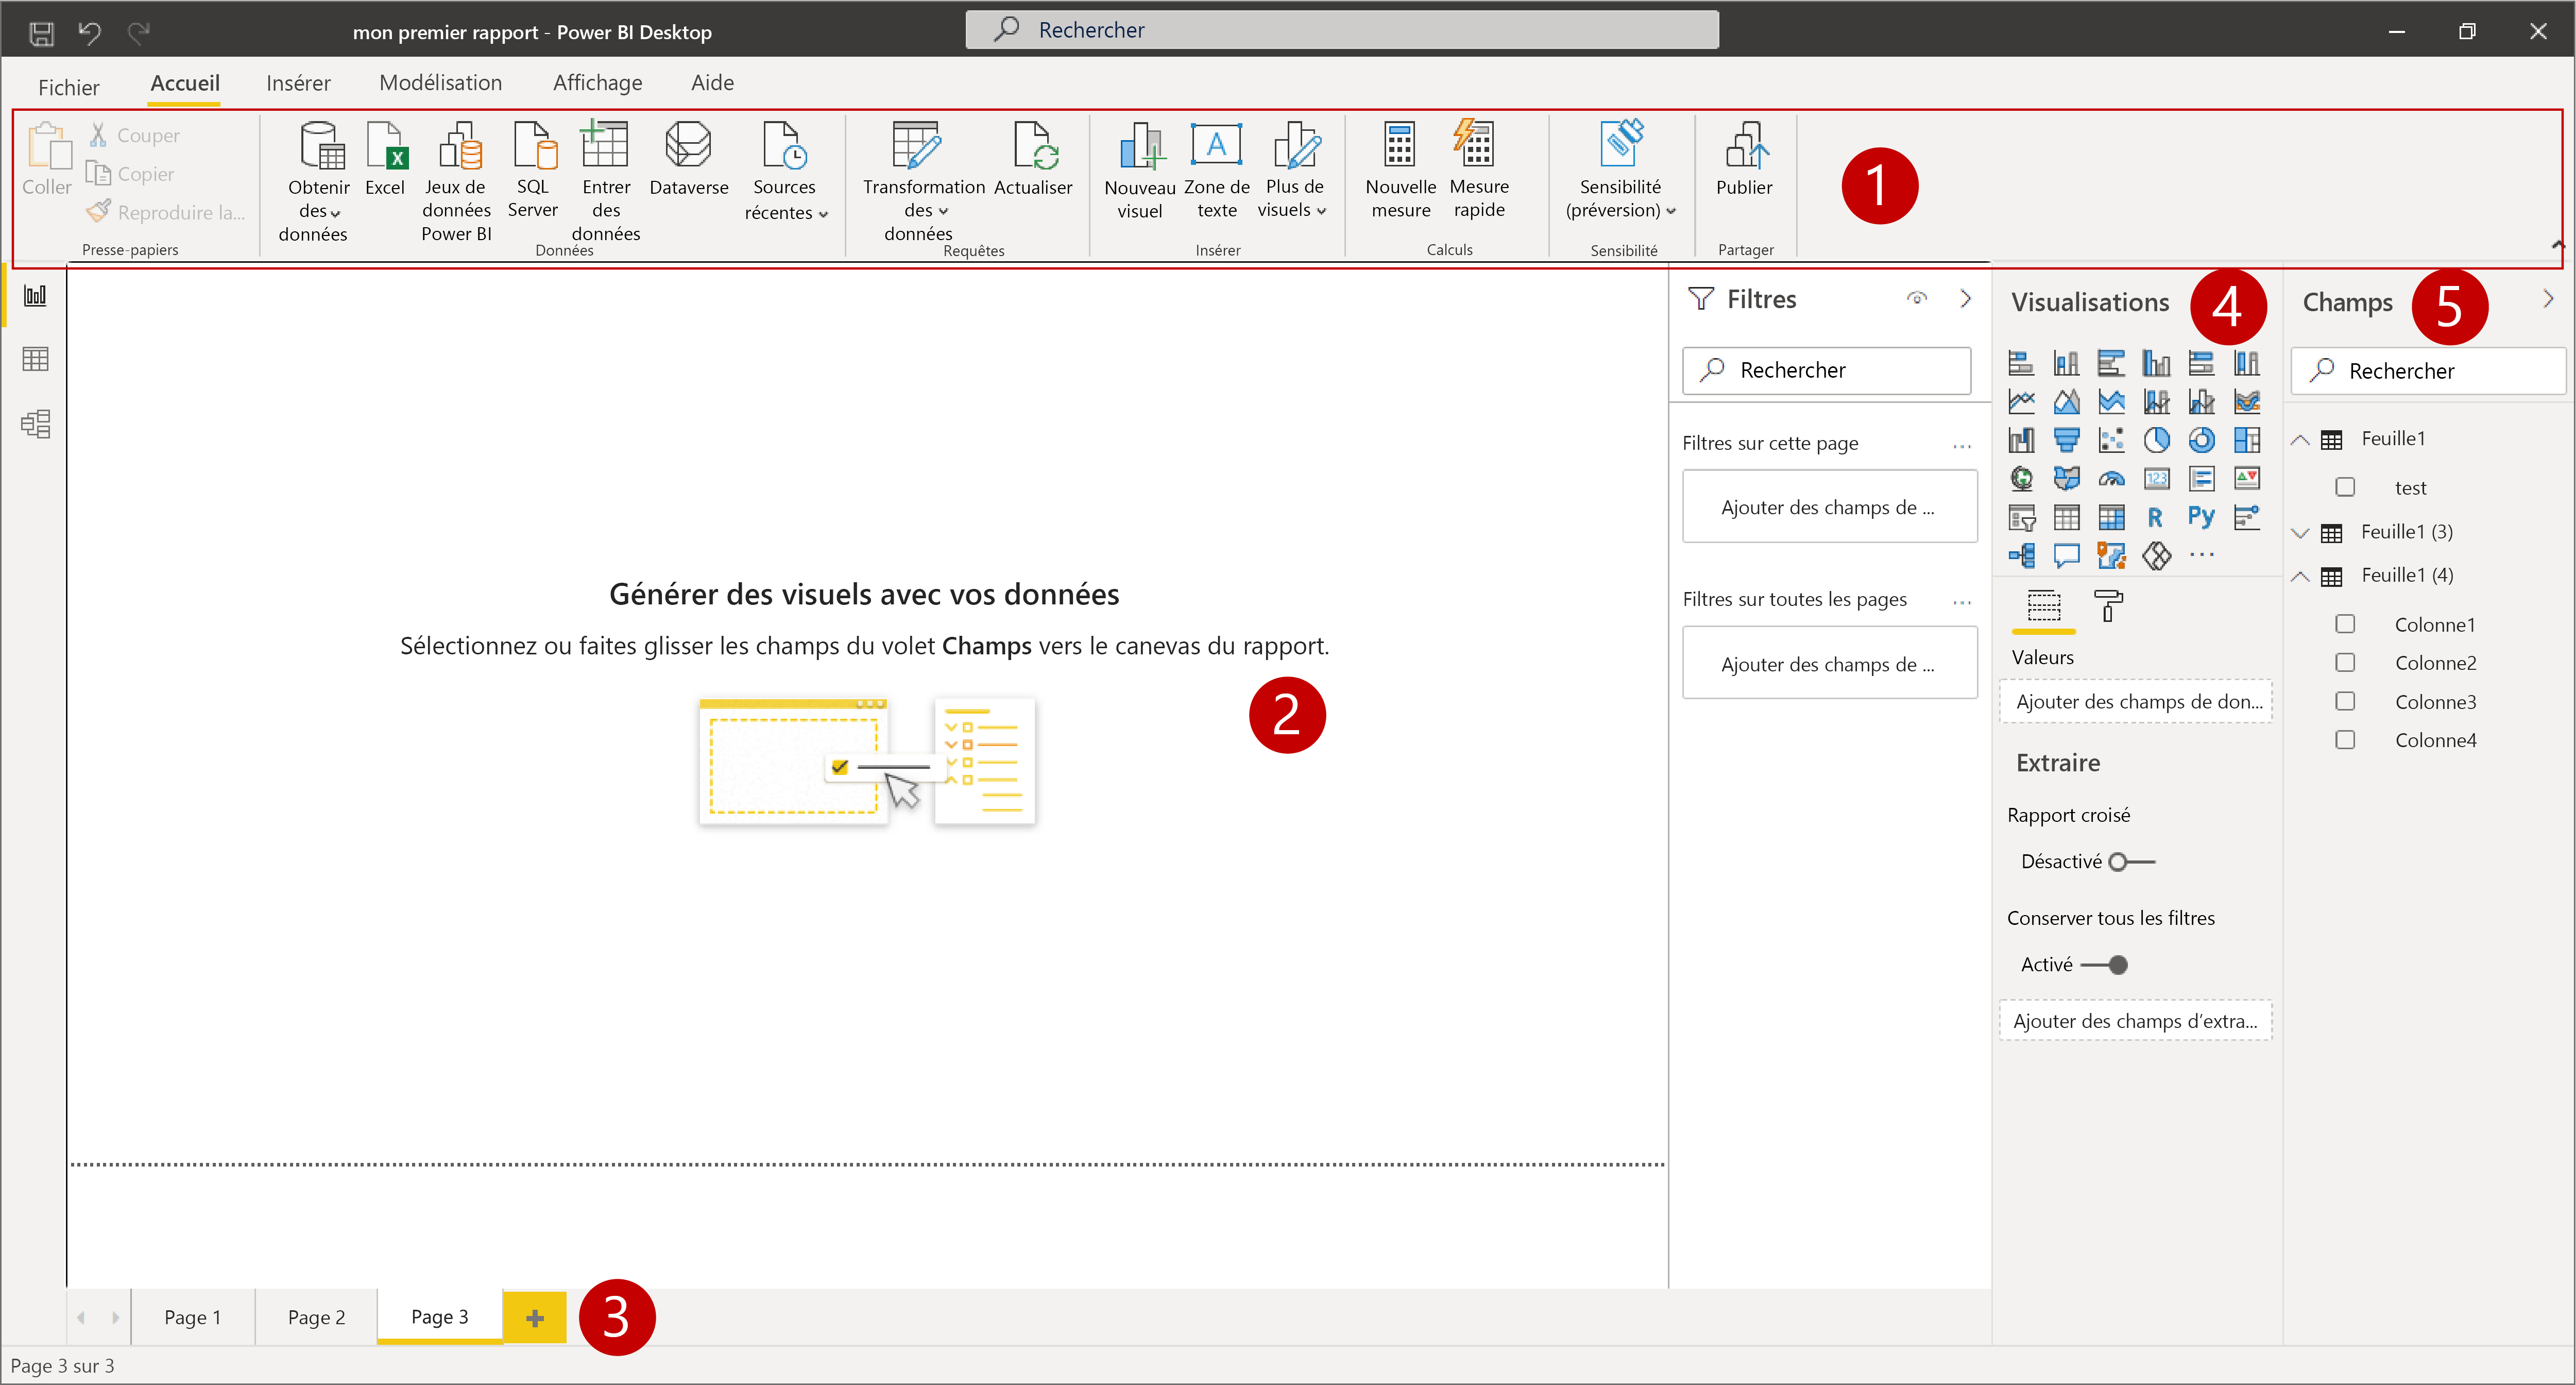 mon premier rapport - Power BI Desktop
Rechercher
Fichier
Accueil
Insérer
Modélisation
Affichage
Aide
Coller
Couper
Copier
Reproduire la...
Presse-papiers
Obtenir
des
données
Excel
Jeux de
données
Power BI
SQL
Server
Entrer
des
données
Dataverse
Sources
récentes
Données
Transformation
des
données
Actualiser
Requêtes
Nouveau
visuel
Zone de
texte
Plus de
visuels
Insérer
Nouvelle
mesure
Mesure
rapide
Calculs
Sensibilité
(préversion)
Sensibilité
Publier
Partager
1
Générer des visuels avec vos données
Sélectionnez ou faites glisser les champs du volet Champs vers le canevas du rapport.
2
Filtres
Rechercher
Filtres sur cette page
...
Ajouter des champs de ...
Filtres sur toutes les pages
...
Ajouter des champs de ...
Visualisations
4
123
R
Py
...
Valeurs
Ajouter des champs de don...
Extraire
Rapport croisé
Désactivé
Conserver tous les filtres
Activé
Ajouter des champs d’extra...
Champs
5
Rechercher
Feuille1
test
Feuille1 (3)
Feuille1 (4)
Colonne1
Colonne2
Colonne3
Colonne4
Page 1
Page 2
Page 3
+
3
Page 3 sur 3